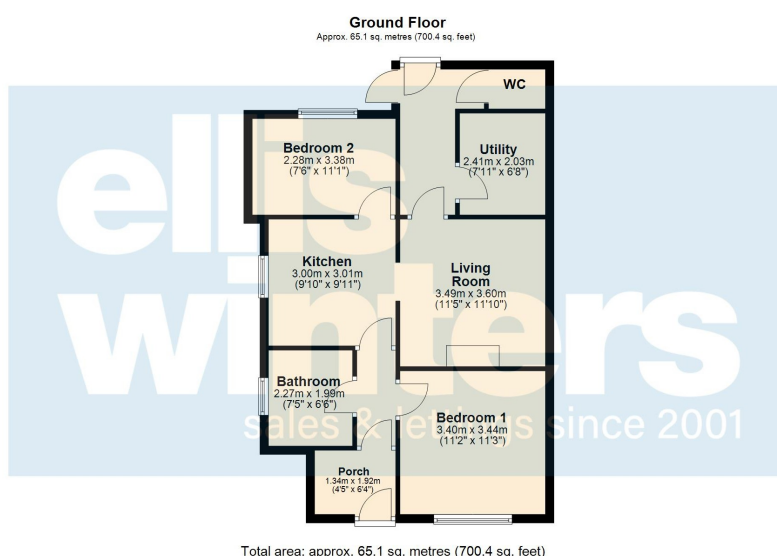 Ground Floor
Approx. 65.1 sq. metres (700.4 sq. feet)
WC
Bedroom 2
2.28m x 3.38m
(7'6" x 11'1")
Utility
2.41m x 2.03m
(7'11" x 6'8")
Kitchen
3.00m x 3.01m
(9'10" x 9'11")
Living
Room
3.49m x 3.60m
(11'5" x 11'10")
Bathroom
2.27m x 1.99m
(7'5" x 6'6")
Bedroom 1
3.40m x 3.44m
(11'2" x 11'3")
Porch
1.34m x 1.92m
(4'5" x 6'4")
ellis
winters
sales & lettings since 2001
Total area: approx. 65.1 sq. metres (700.4 sq. feet)